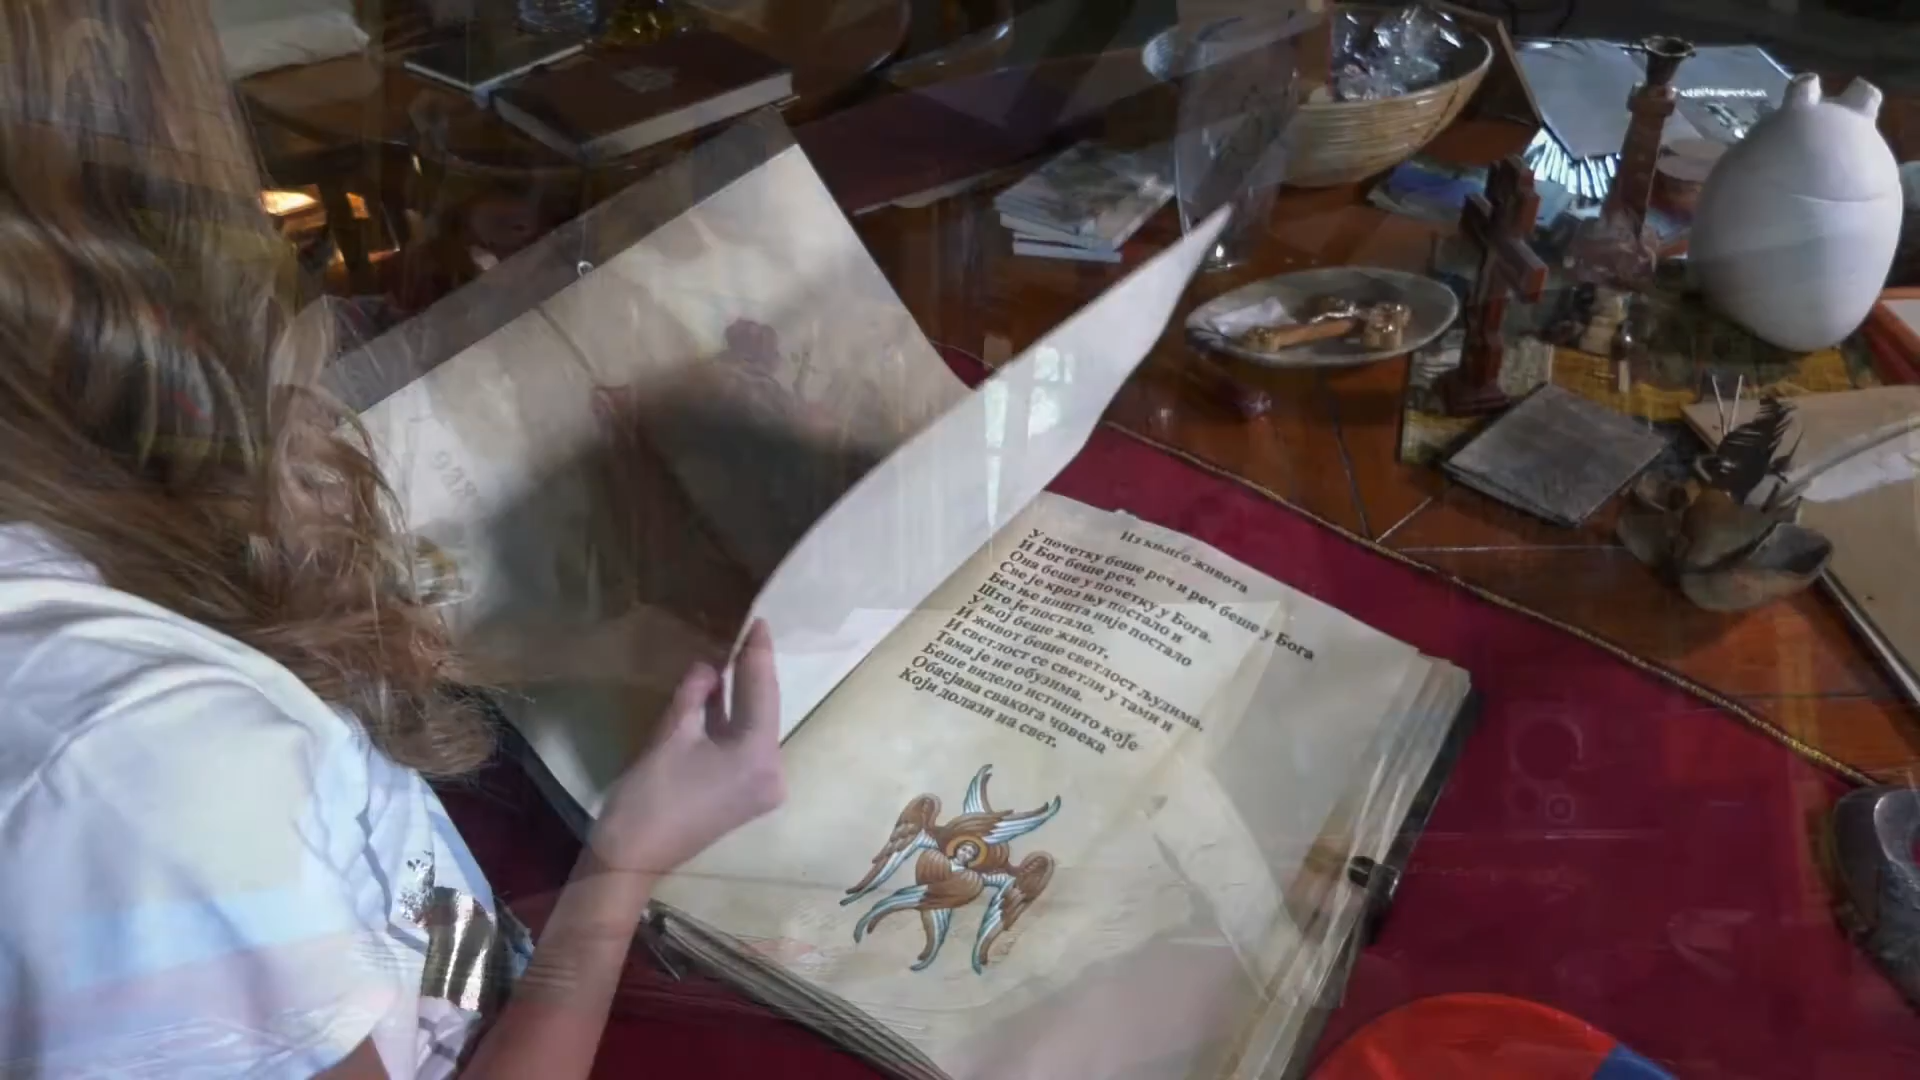 Из књиге живота
У почетку беше реч и реч беше у Бога
И Бог беше реч.
Она беше у почетку у Бога.
Све је кроз њу постало и
Без ње ништа није постало
Што је постало.
У њој беше живот,
И живот беше светлост људима.
И светлост се светли у тами и
Тама је не обузима.
Беше видело истинито које
Обасјава свакога човека
Који долази на свет.